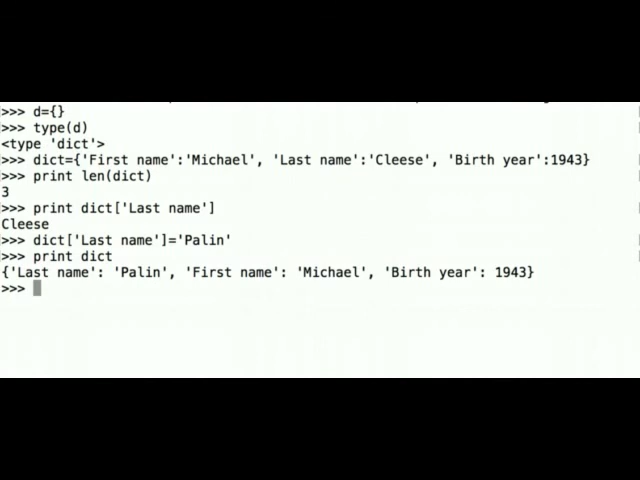 >>> d={}
>>> type(d)
<type 'dict'>
>>> dict={'First name':'Michael', 'Last name':'Cleese', 'Birth year':1943}
>>> print len(dict)
3
>>> print dict['Last name']
Cleese
>>> dict['Last name']='Palin'
>>> print dict
{'Last name': 'Palin', 'First name': 'Michael', 'Birth year': 1943}
>>>